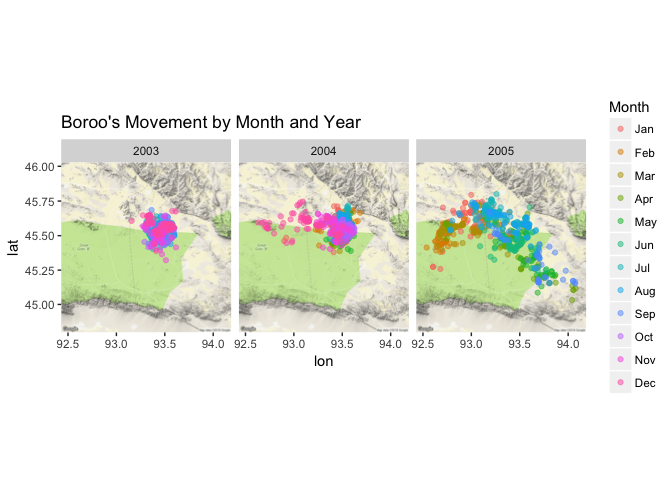 Boroo's Movement by Month and Year
2003 2004 2005
46.00
45.75
45.50
45.25
45.00
lat
92.5 93.0 93.5 94.0 92.5 93.0 93.5 94.0 92.5 93.0 93.5 94.0
lon
Month
Jan
Feb
Mar
Apr
May
Jun
Jul
Aug
Sep
Oct
Nov
Dec